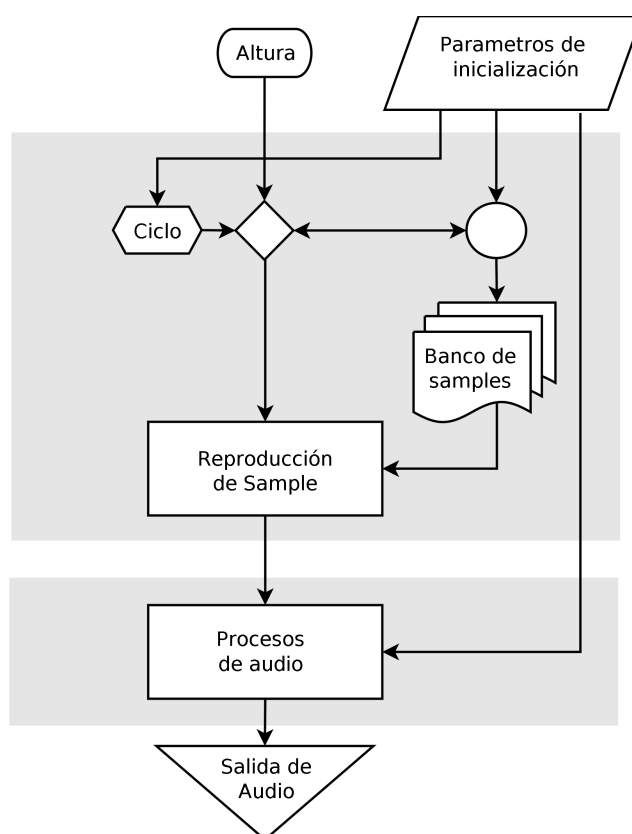 Altura
Parametros de
inicialización
Ciclo
Banco de
samples
Reproducción
de Sample
Procesos
de audio
Salida de
Audio